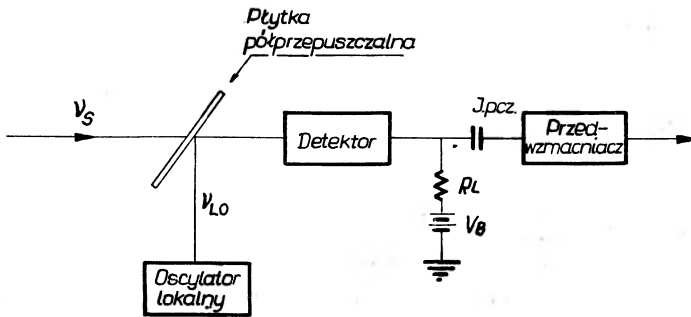 Płytka
półprzepuszczalna
νS
J.pcz.
Detektor
Przed-
wzmacniacz
RL
νLO
VB
Oscylator
lokalny